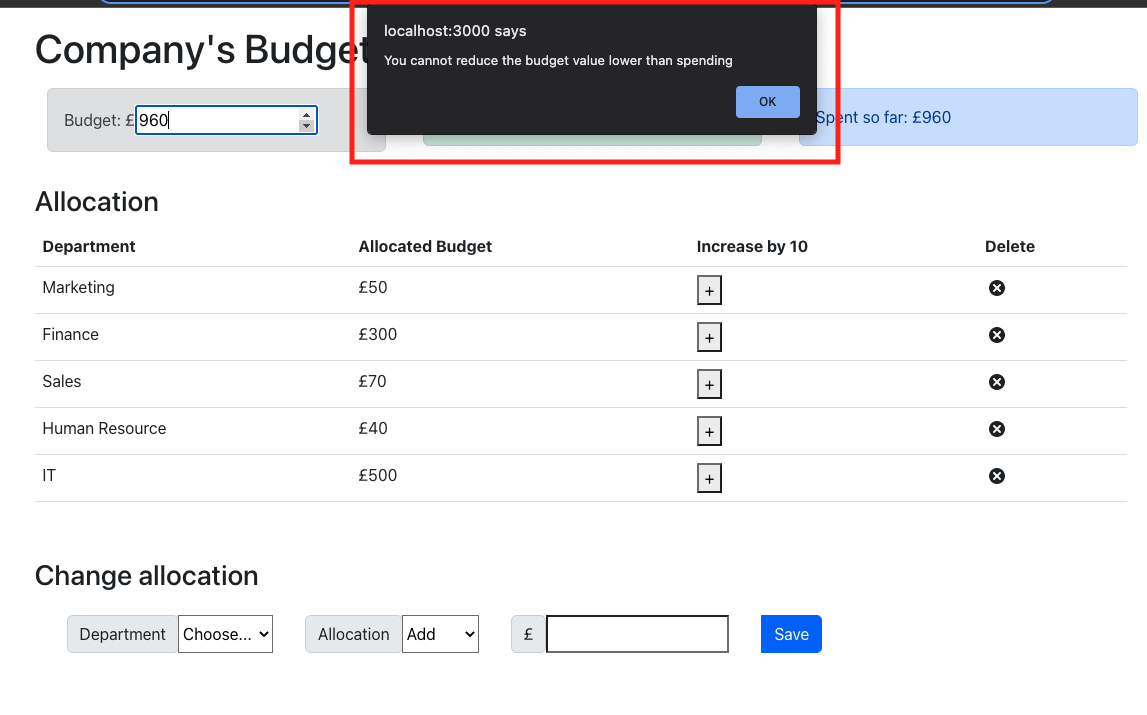 localhost:3000 says
You cannot reduce the budget value lower than spending
OK
Company's Budget
Budget: £ 960
Spent so far: £960
Allocation
Department Allocated Budget Increase by 10 Delete
Marketing £50 +
Finance £300 +
Sales £70 +
Human Resource £40 +
IT £500 +
Change allocation
Department Choose... Allocation Add £ Save